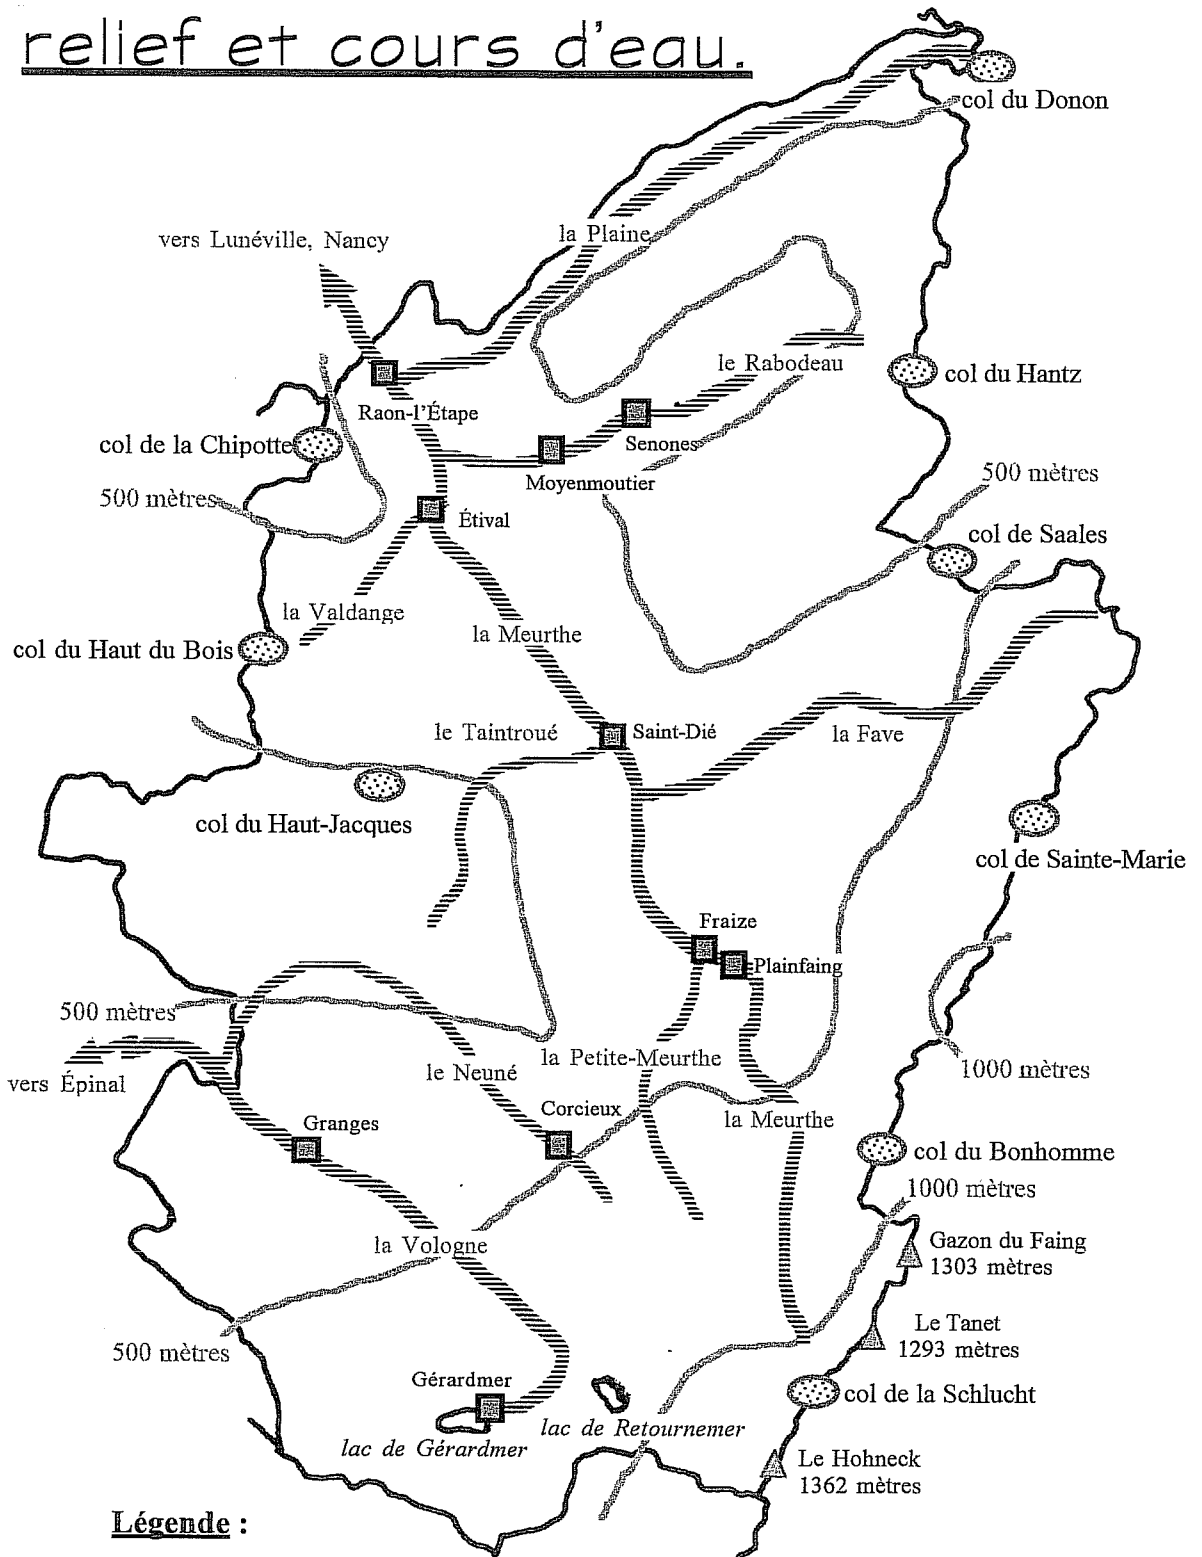 relief et cours d'eau.
col du Donon
la Plaine
vers Lunéville, Nancy
le Rabodeau
col du Hantz
Raon-l'Étape
col de la Chipotte
Senones
Moyenmoutier
500 mètres
500 mètres
Étival
col de Saales
la Valdange
la Meurthe
col du Haut du Bois
le Taintroué
Saint-Dié
la Fave
col du Haut-Jacques
col de Sainte-Marie
Fraize
Plainfaing
500 mètres
la Petite-Meurthe
1000 mètres
vers Épinal
le Neuné
Corcieux
la Meurthe
Granges
col du Bonhomme
1000 mètres
la Vologne
Gazon du Faing
1303 mètres
Le Tanet
1293 mètres
500 mètres
Gérardmer
col de la Schlucht
lac de Retournemer
lac de Gérardmer
Le Hohneck
1362 mètres
Légende :